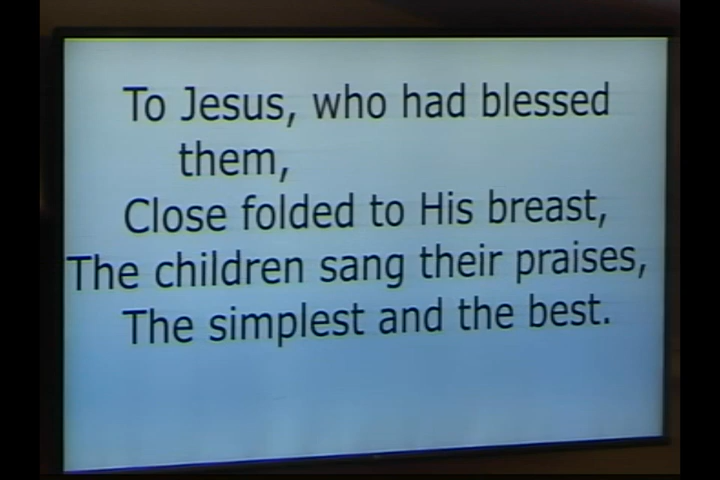 To Jesus, who had blessed
them,
Close folded to His breast,
The children sang their praises,
The simplest and the best.